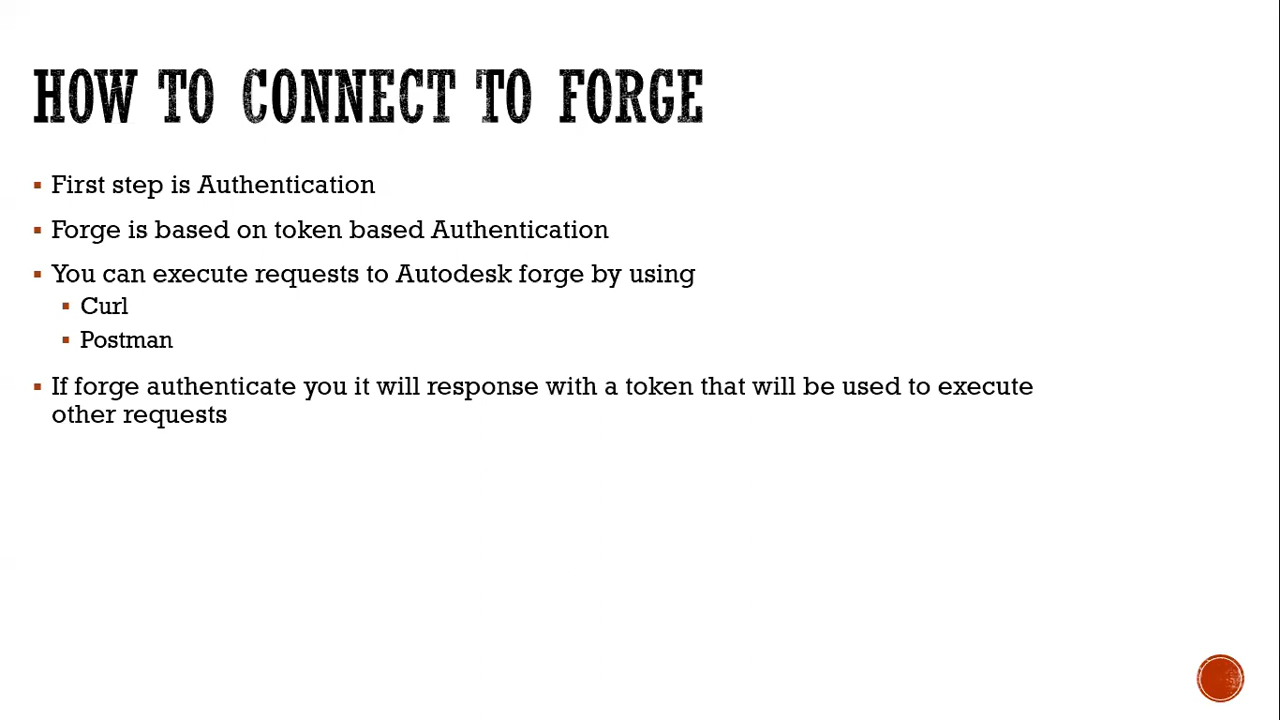 HOW TO CONNECT TO FORGE
▪ First step is Authentication
▪ Forge is based on token based Authentication
▪ You can execute requests to Autodesk forge by using
▪ Curl
▪ Postman
▪ If forge authenticate you it will response with a token that will be used to execute
other requests